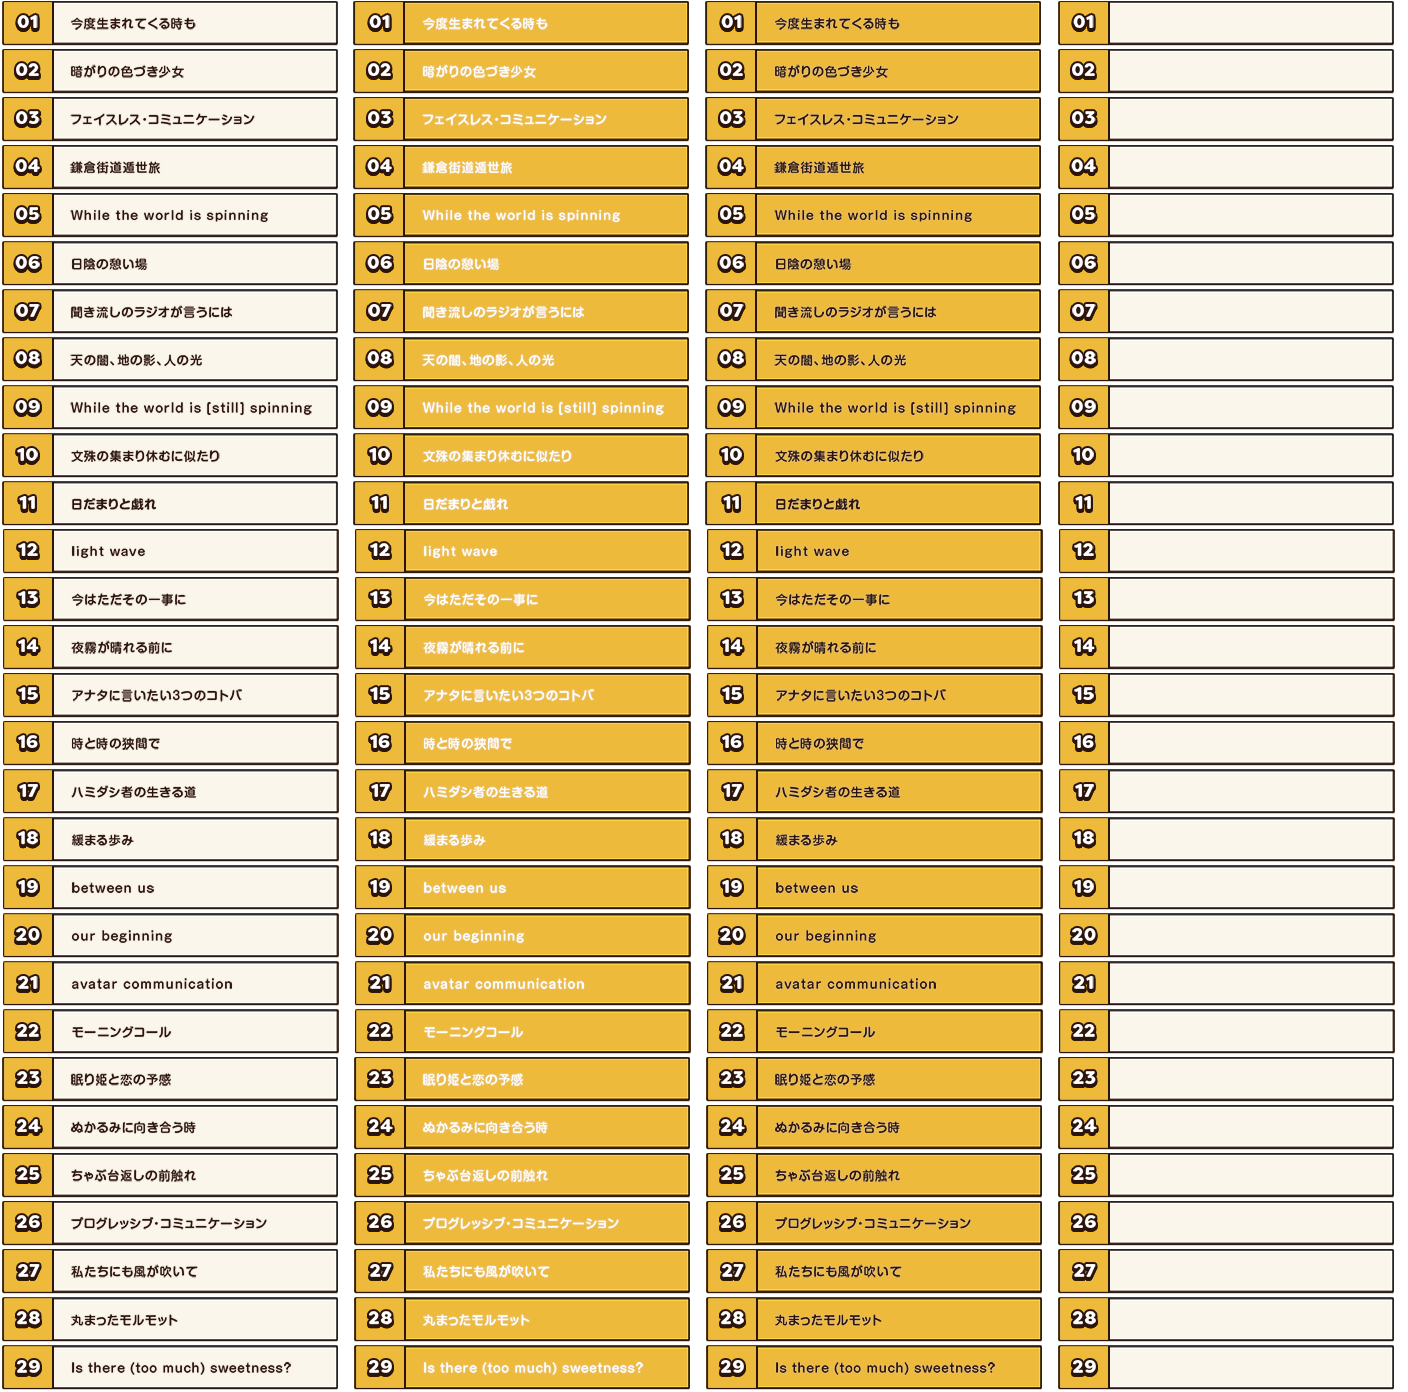 01 今度生まれてくる時も 01 今度生まれてくる時も 01 今度生まれてくる時も 01
02 暗がりの色づき少女 02 暗がりの色づき少女 02 暗がりの色づき少女 02
03 フェイスレス・コミュニケーション 03 フェイスレス・コミュニケーション 03 フェイスレス・コミュニケーション 03
04 鎌倉街道遁世旅 04 鎌倉街道遁世旅 04 鎌倉街道遁世旅 04
05 While the world is spinning 05 While the world is spinning 05 While the world is spinning 05
06 日陰の憩い場 06 日陰の憩い場 06 日陰の憩い場 06
07 聞き流しのラジオが言うには 07 聞き流しのラジオが言うには 07 聞き流しのラジオが言うには 07
08 天の闇、地の影、人の光 08 天の闇、地の影、人の光 08 天の闇、地の影、人の光 08
09 While the world is [still] spinning 09 While the world is [still] spinning 09 While the world is [still] spinning 09
10 文殊の集まり休むに似たり 10 文殊の集まり休むに似たり 10 文殊の集まり休むに似たり 10
11 日だまりと戯れ 11 日だまりと戯れ 11 日だまりと戯れ 11
12 light wave 12 light wave 12 light wave 12
13 今はただその一事に 13 今はただその一事に 13 今はただその一事に 13
14 夜霧が晴れる前に 14 夜霧が晴れる前に 14 夜霧が晴れる前に 14
15 アナタに言いたい3つのコトバ 15 アナタに言いたい3つのコトバ 15 アナタに言いたい3つのコトバ 15
16 時と時の狭間で 16 時と時の狭間で 16 時と時の狭間で 16
17 ハミダシ者の生きる道 17 ハミダシ者の生きる道 17 ハミダシ者の生きる道 17
18 緩まる歩み 18 緩まる歩み 18 緩まる歩み 18
19 between us 19 between us 19 between us 19
20 our beginning 20 our beginning 20 our beginning 20
21 avatar communication 21 avatar communication 21 avatar communication 21
22 モーニングコール 22 モーニングコール 22 モーニングコール 22
23 眠り姫と恋の予感 23 眠り姫と恋の予感 23 眠り姫と恋の予感 23
24 ぬかるみに向き合う時 24 ぬかるみに向き合う時 24 ぬかるみに向き合う時 24
25 ちゃぶ台返しの前触れ 25 ちゃぶ台返しの前触れ 25 ちゃぶ台返しの前触れ 25
26 プログレッシブ・コミュニケーション 26 プログレッシブ・コミュニケーション 26 プログレッシブ・コミュニケーション 26
27 私たちにも風が吹いて 27 私たちにも風が吹いて 27 私たちにも風が吹いて 27
28 丸まったモルモット 28 丸まったモルモット 28 丸まったモルモット 28
29 Is there (too much) sweetness? 29 Is there (too much) sweetness? 29 Is there (too much) sweetness? 29